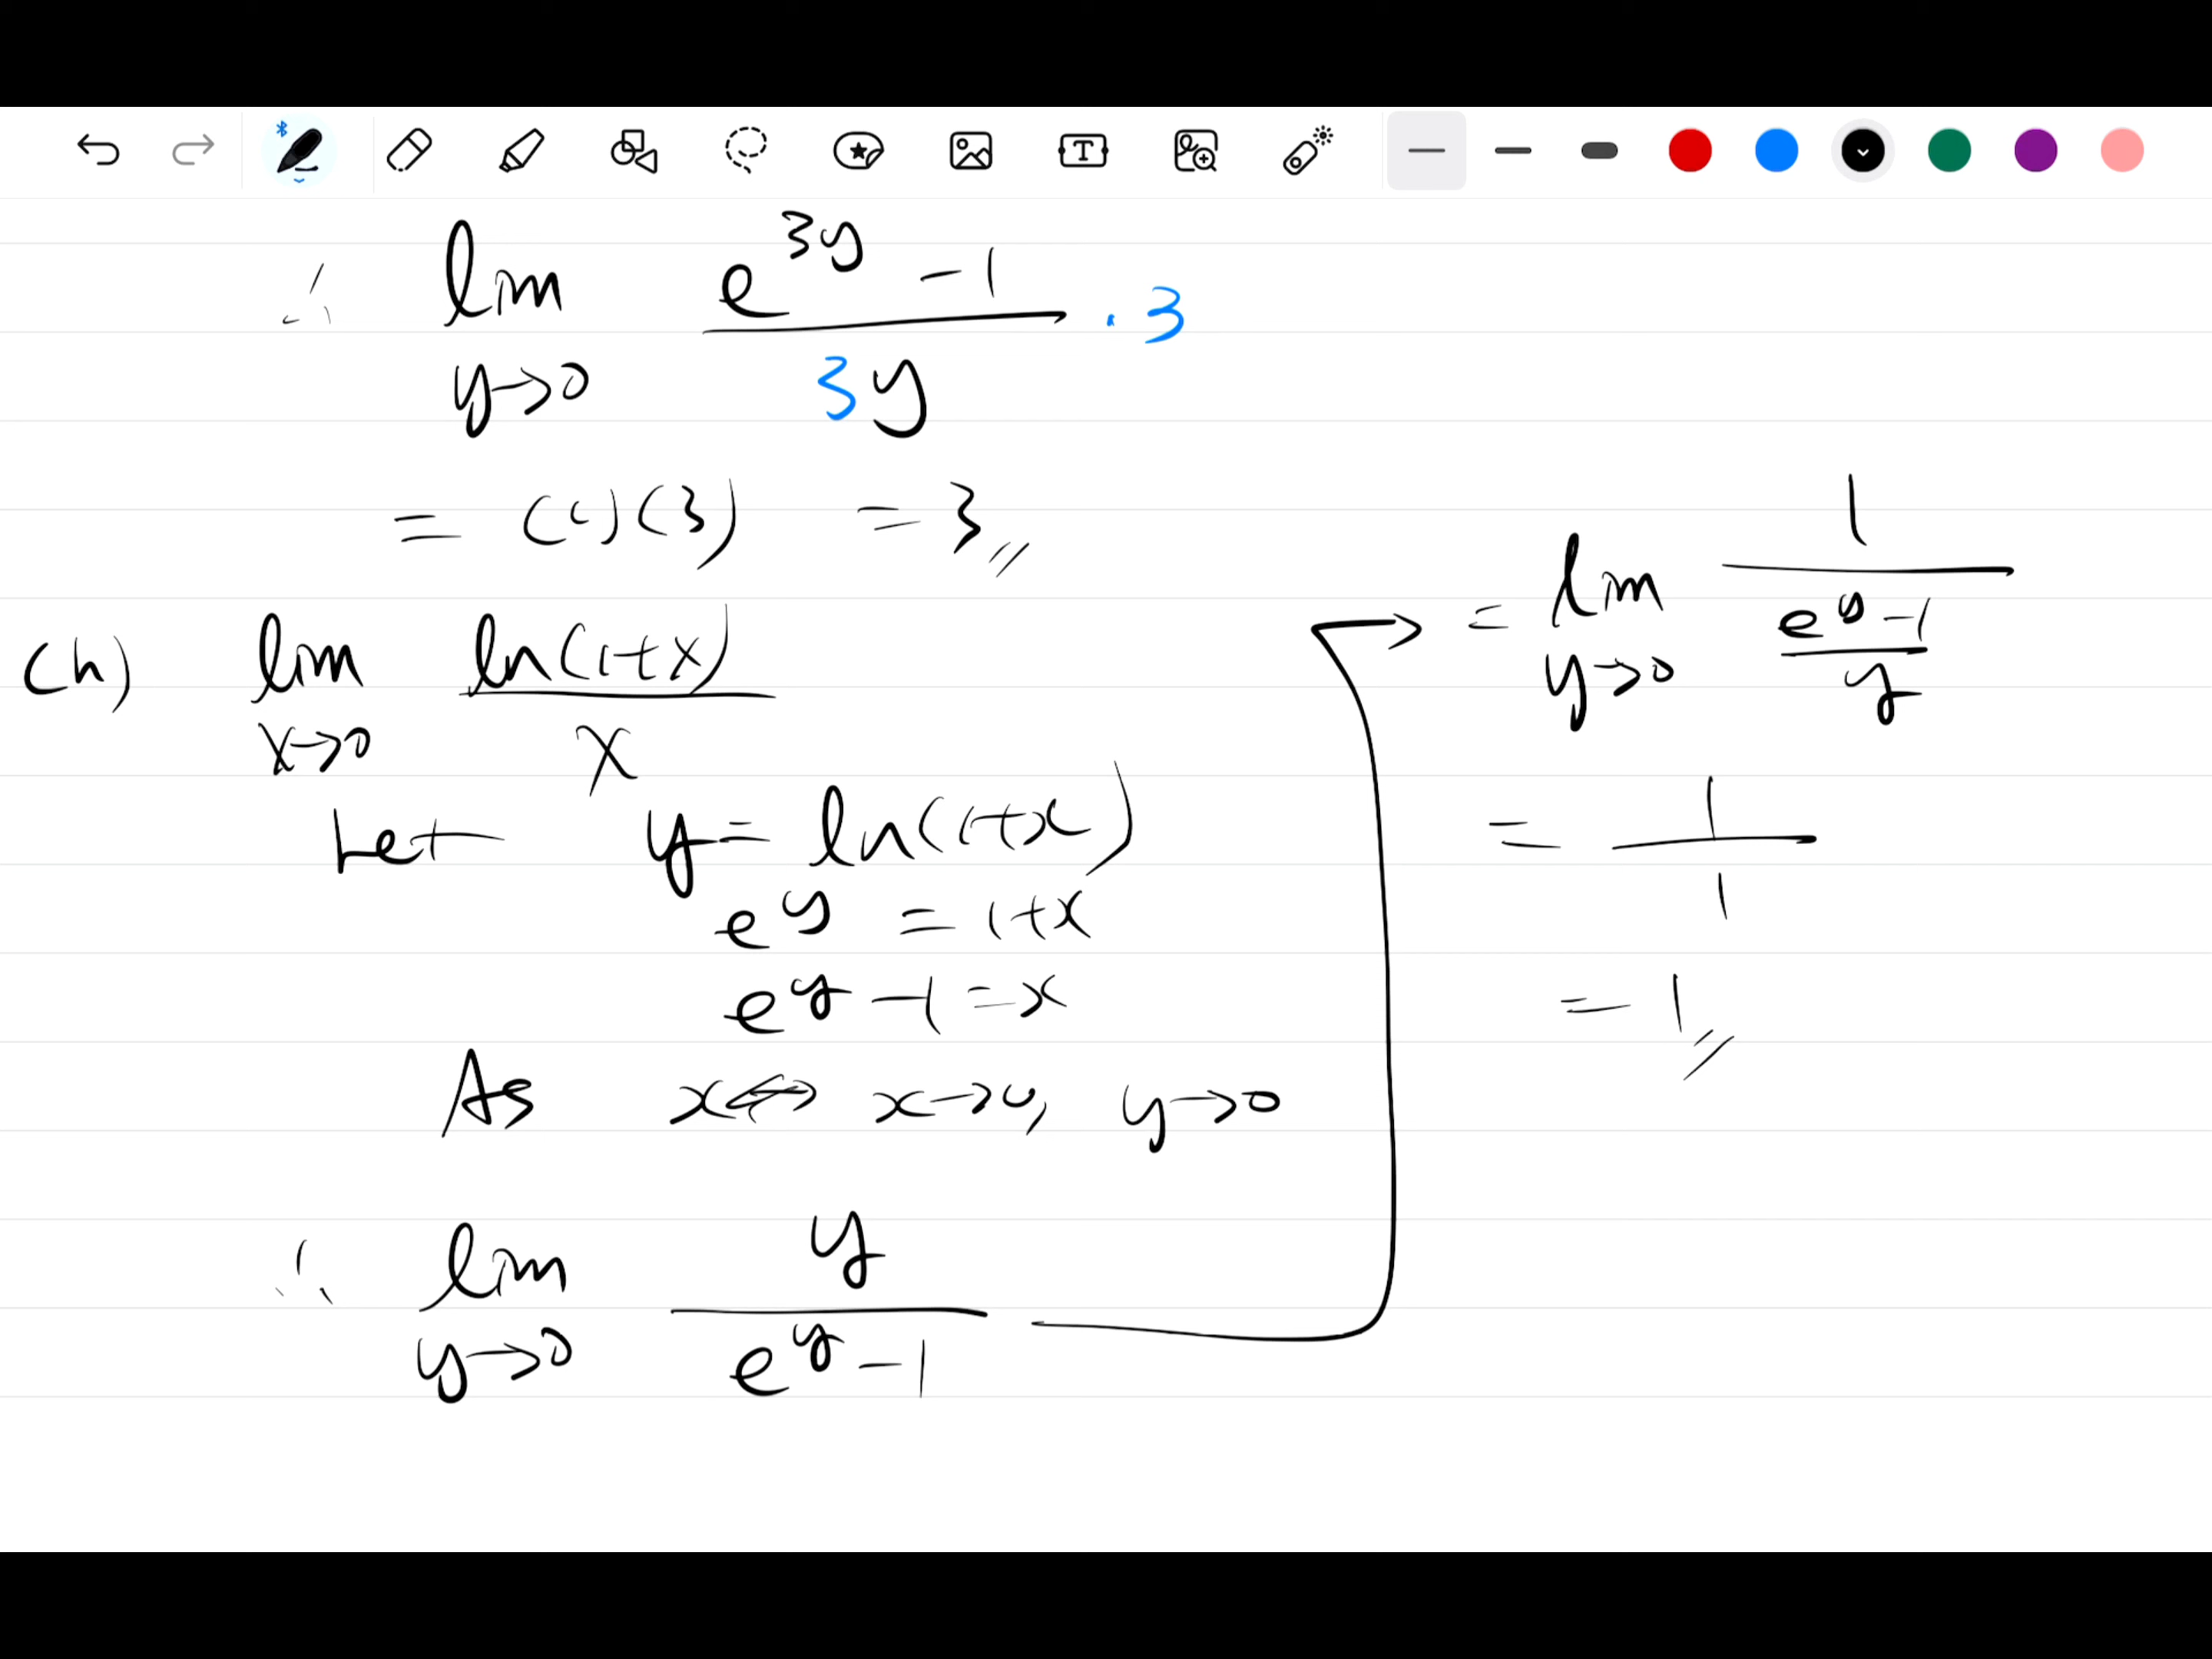 ∴ lim y→0 (e^{3y} - 1)/(3y) · 3
= (1)(3) = 3
(h) lim x→0 ln(1+x)/x
Let y = ln(1+x)
e^y = 1+x
e^y - 1 = x
As x→0, y→0
∴ lim y→0 y/(e^y - 1)
= lim y→0 1/((e^y - 1)/y)
= 1/1
= 1